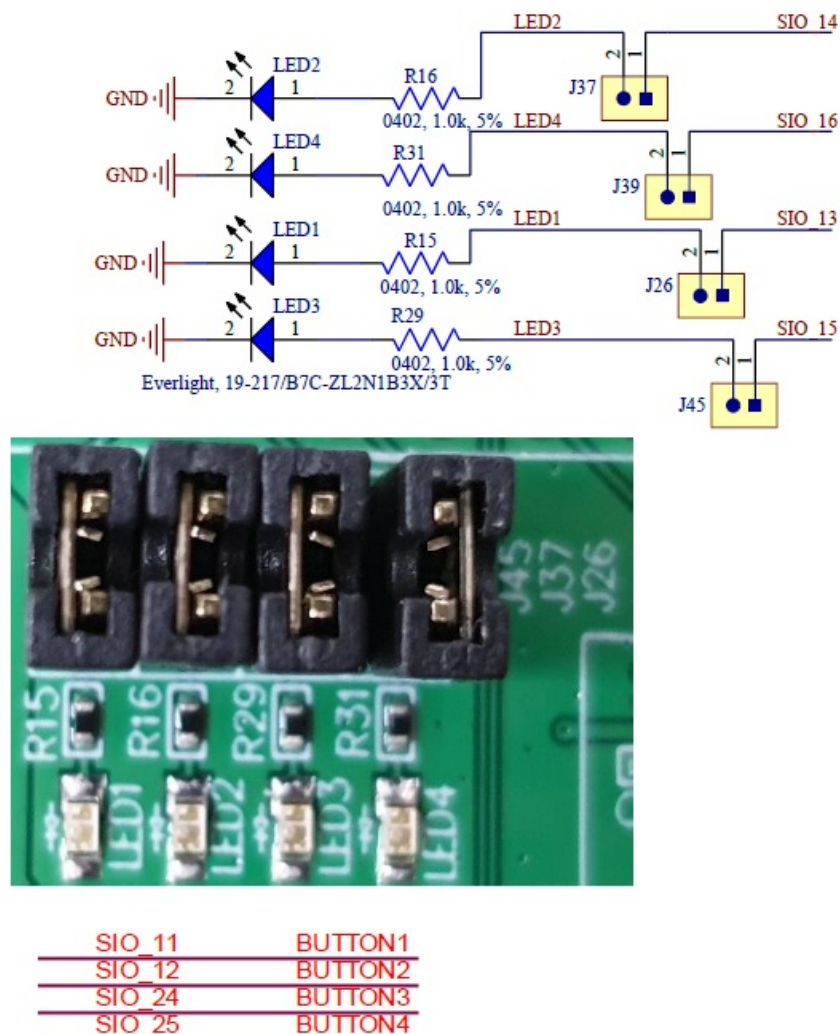 LED2 SIO_14
LED2
GND 2 1 R16 2 1 J37
0402, 1.0k, 5%
LED4 SIO_16
LED4
GND 2 1 R31 2 1 J39
0402, 1.0k, 5%
LED1 SIO_13
LED1
GND 2 1 R15 2 1 J26
0402, 1.0k, 5%
LED3 SIO_15
LED3
GND 2 1 R29 2 1 J45
0402, 1.0k, 5%
Everlight, 19-217/B7C-ZL2N1B3X/3T
J45
J37
J26
R15 R16 R29 R31
LED1 LED2 LED3 LED4
SIO_11 BUTTON1
SIO_12 BUTTON2
SIO_24 BUTTON3
SIO_25 BUTTON4